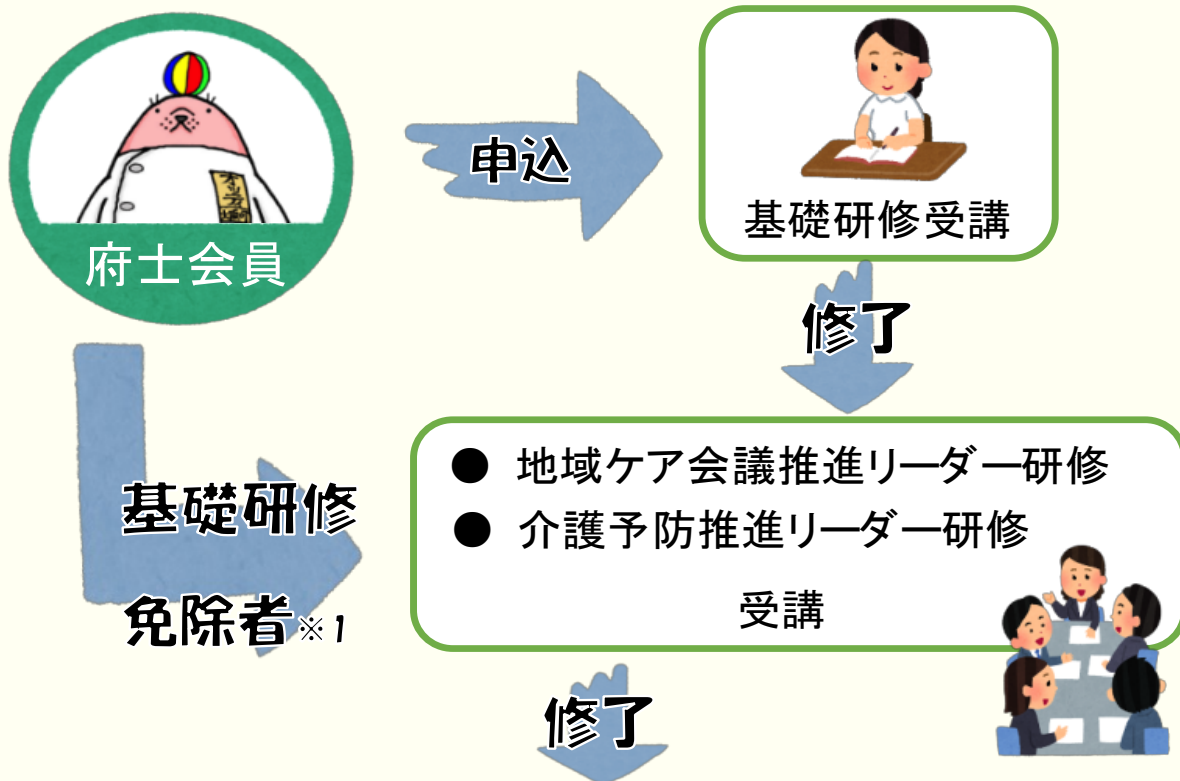 府士会員
申込
基礎研修受講
修了
● 地域ケア会議推進リーダー研修
● 介護予防推進リーダー研修
受講
基礎研修
免除者※1
修了